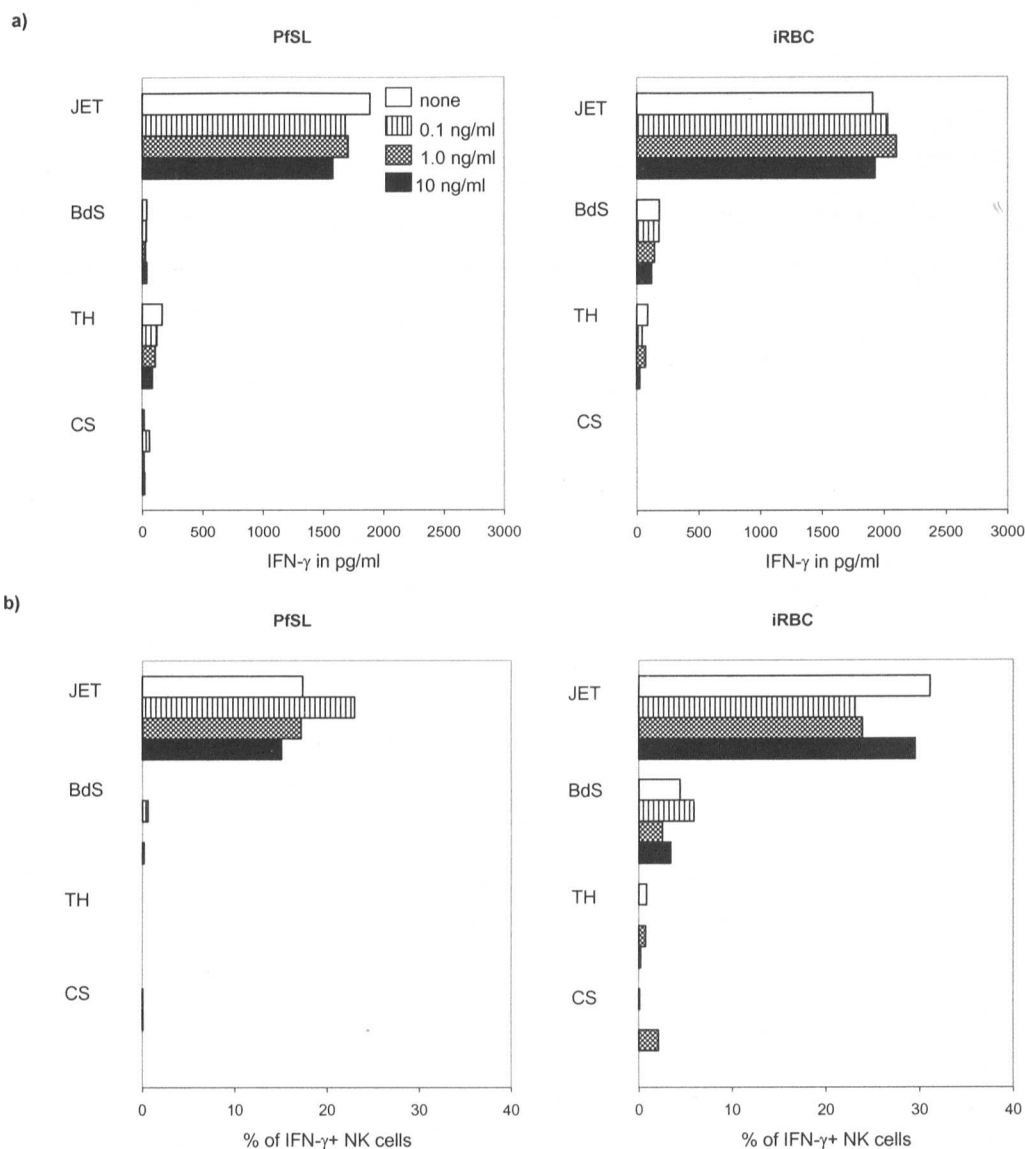 a)
PfSL
iRBC
JET
BdS
TH
CS
none
0.1 ng/ml
1.0 ng/ml
10 ng/ml
0 500 1000 1500 2000 2500 3000
IFN-γ in pg/ml
JET
BdS
TH
CS
0 500 1000 1500 2000 2500 3000
IFN-γ in pg/ml
b)
PfSL
iRBC
JET
BdS
TH
CS
0 10 20 30 40
% of IFN-γ+ NK cells
JET
BdS
TH
CS
0 10 20 30 40
% of IFN-γ+ NK cells